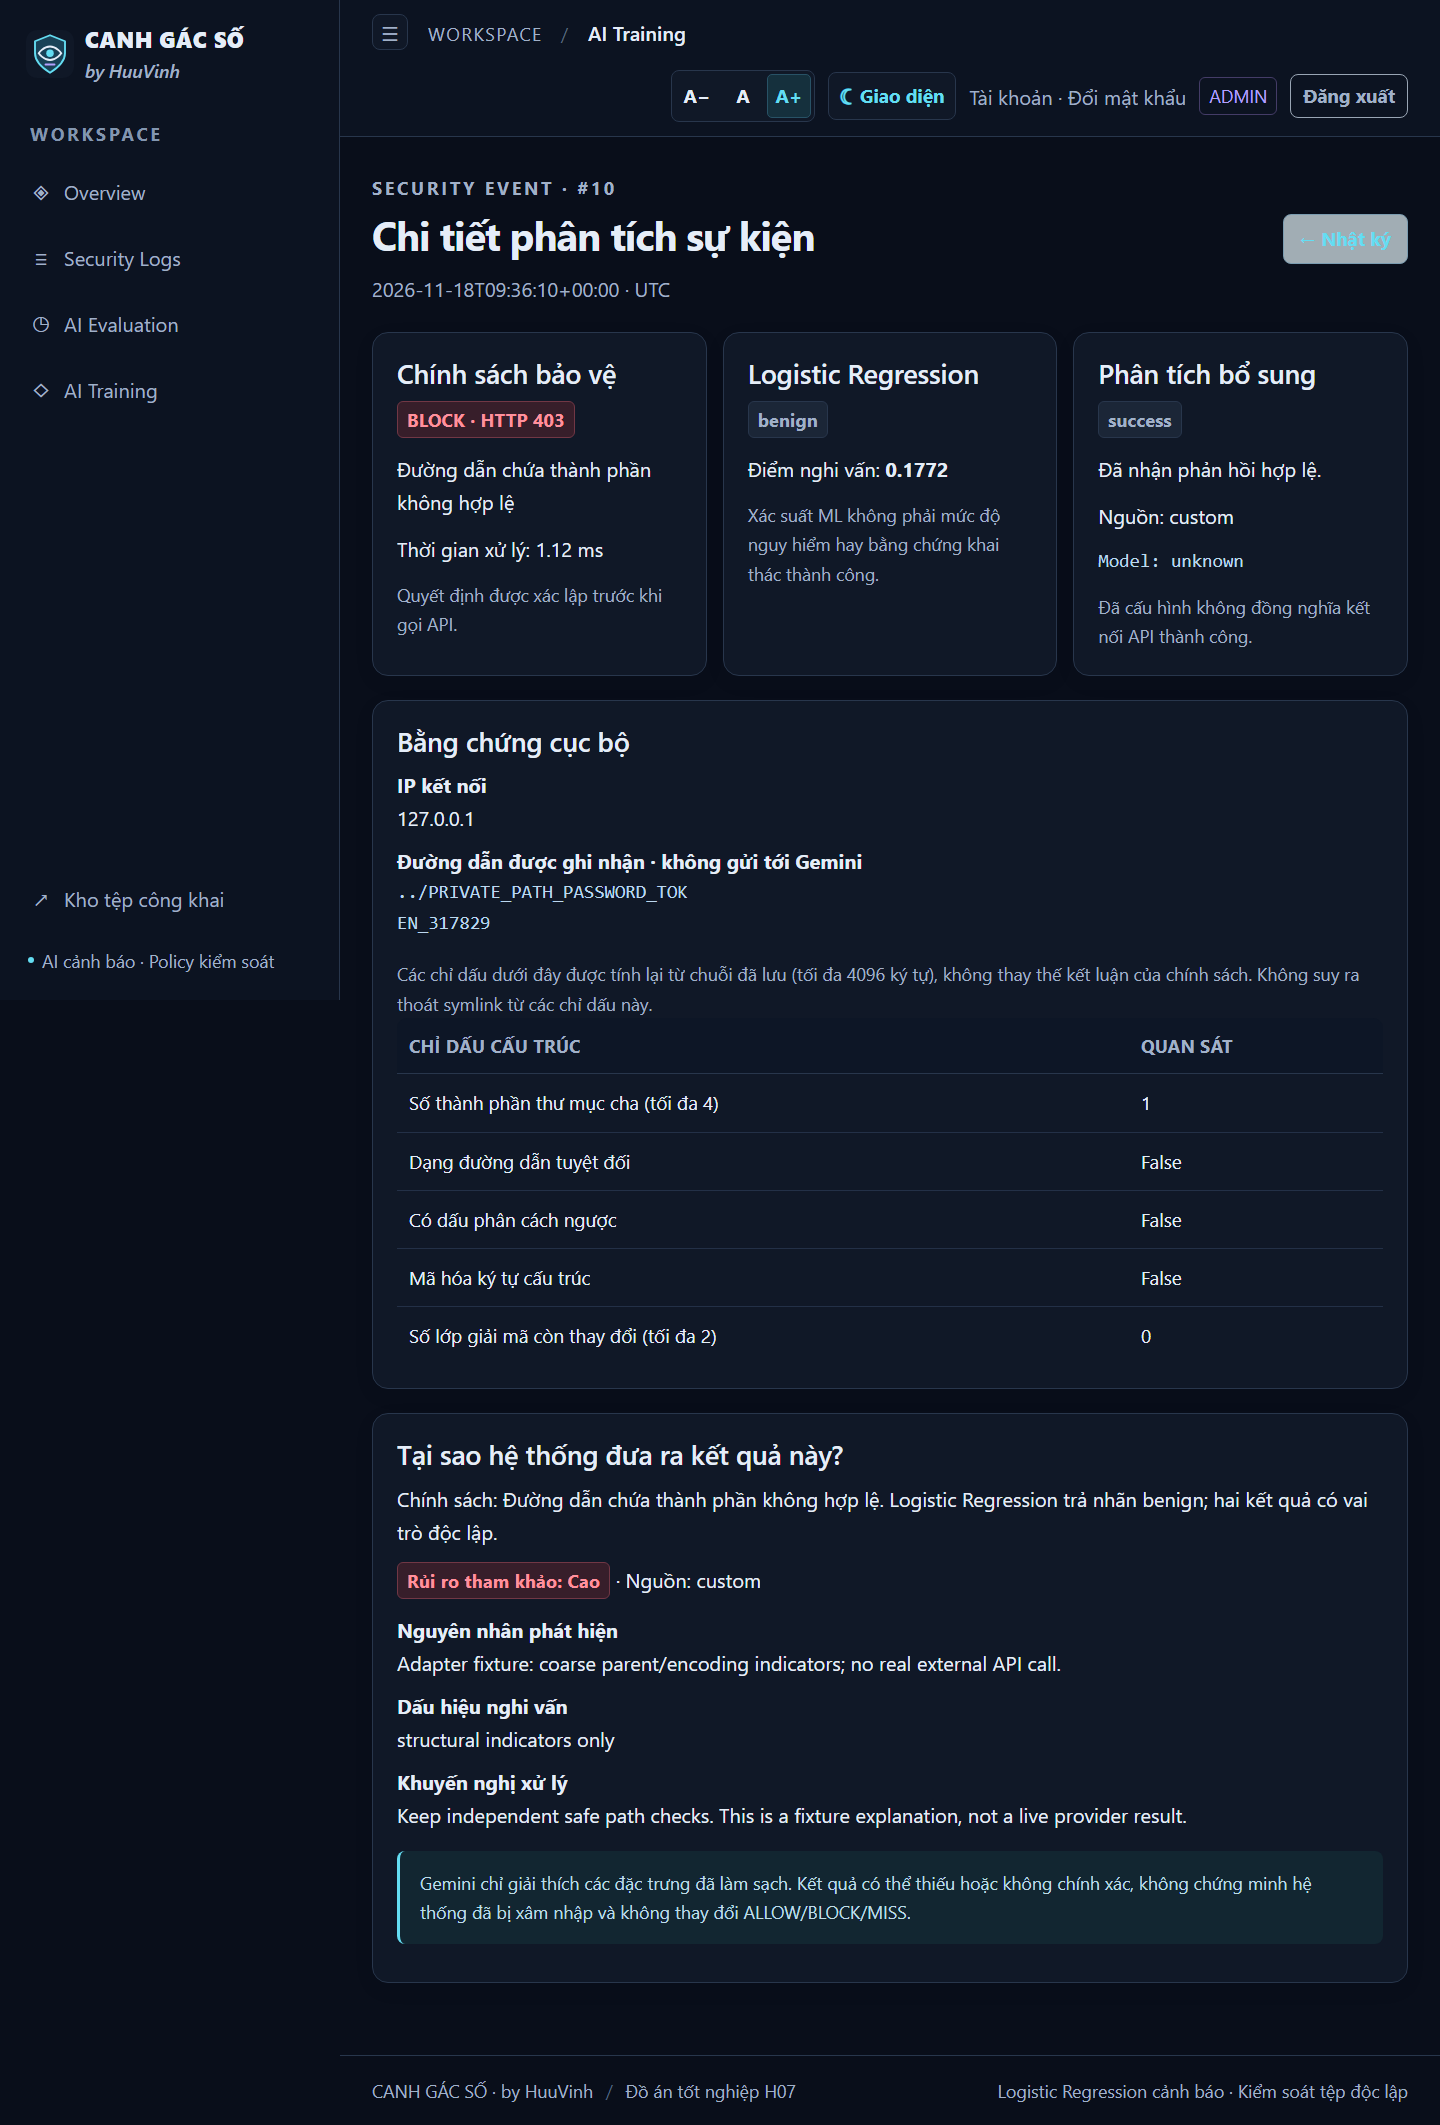 CANH GÁC SỐ
by HuuVinh
WORKSPACE
Overview
Security Logs
AI Evaluation
AI Training
Kho tệp công khai
AI cảnh báo · Policy kiểm soát
WORKSPACE / AI Training
A− A A+ Giao diện Tài khoản · Đổi mật khẩu ADMIN Đăng xuất
SECURITY EVENT · #10
Chi tiết phân tích sự kiện
← Nhật ký
2026-11-18T09:36:10+00:00 · UTC
Chính sách bảo vệ
BLOCK · HTTP 403
Đường dẫn chứa thành phần
không hợp lệ
Thời gian xử lý: 1.12 ms
Quyết định được xác lập trước khi
gọi API.
Logistic Regression
benign
Điểm nghi vấn: 0.1772
Xác suất ML không phải mức độ
nguy hiểm hay bằng chứng khai
thác thành công.
Phân tích bổ sung
success
Đã nhận phản hồi hợp lệ.
Nguồn: custom
Model: unknown
Đã cấu hình không đồng nghĩa kết
nối API thành công.
Bằng chứng cục bộ
IP kết nối
127.0.0.1
Đường dẫn được ghi nhận · không gửi tới Gemini
../PRIVATE_PATH_PASSWORD_TOK
EN_317829
Các chỉ dấu dưới đây được tính lại từ chuỗi đã lưu (tối đa 4096 ký tự), không thay thế kết luận của chính sách. Không suy ra
thoát symlink từ các chỉ dấu này.
CHỈ DẤU CẤU TRÚC QUAN SÁT
Số thành phần thư mục cha (tối đa 4) 1
Dạng đường dẫn tuyệt đối False
Có dấu phân cách ngược False
Mã hóa ký tự cấu trúc False
Số lớp giải mã còn thay đổi (tối đa 2) 0
Tại sao hệ thống đưa ra kết quả này?
Chính sách: Đường dẫn chứa thành phần không hợp lệ. Logistic Regression trả nhãn benign; hai kết quả có vai
trò độc lập.
Rủi ro tham khảo: Cao · Nguồn: custom
Nguyên nhân phát hiện
Adapter fixture: coarse parent/encoding indicators; no real external API call.
Dấu hiệu nghi vấn
structural indicators only
Khuyến nghị xử lý
Keep independent safe path checks. This is a fixture explanation, not a live provider result.
Gemini chỉ giải thích các đặc trưng đã làm sạch. Kết quả có thể thiếu hoặc không chính xác, không chứng minh hệ
thống đã bị xâm nhập và không thay đổi ALLOW/BLOCK/MISS.
CANH GÁC SỐ · by HuuVinh / Đồ án tốt nghiệp H07
Logistic Regression cảnh báo · Kiểm soát tệp độc lập